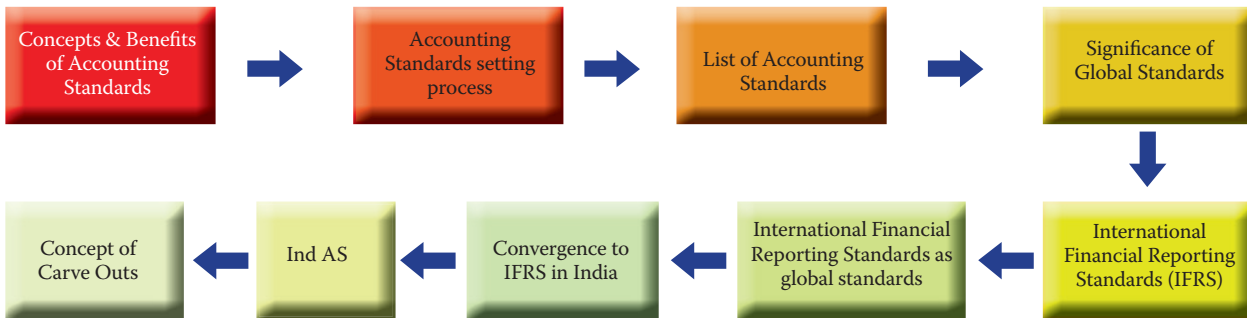 Concepts & Benefits
of Accounting
Standards
Accounting
Standards setting
process
List of Accounting
Standards
Significance of
Global Standards
International
Financial Reporting
Standards (IFRS)
International Financial
Reporting Standards as
global standards
Convergence to
IFRS in India
Ind AS
Concept of
Carve Outs